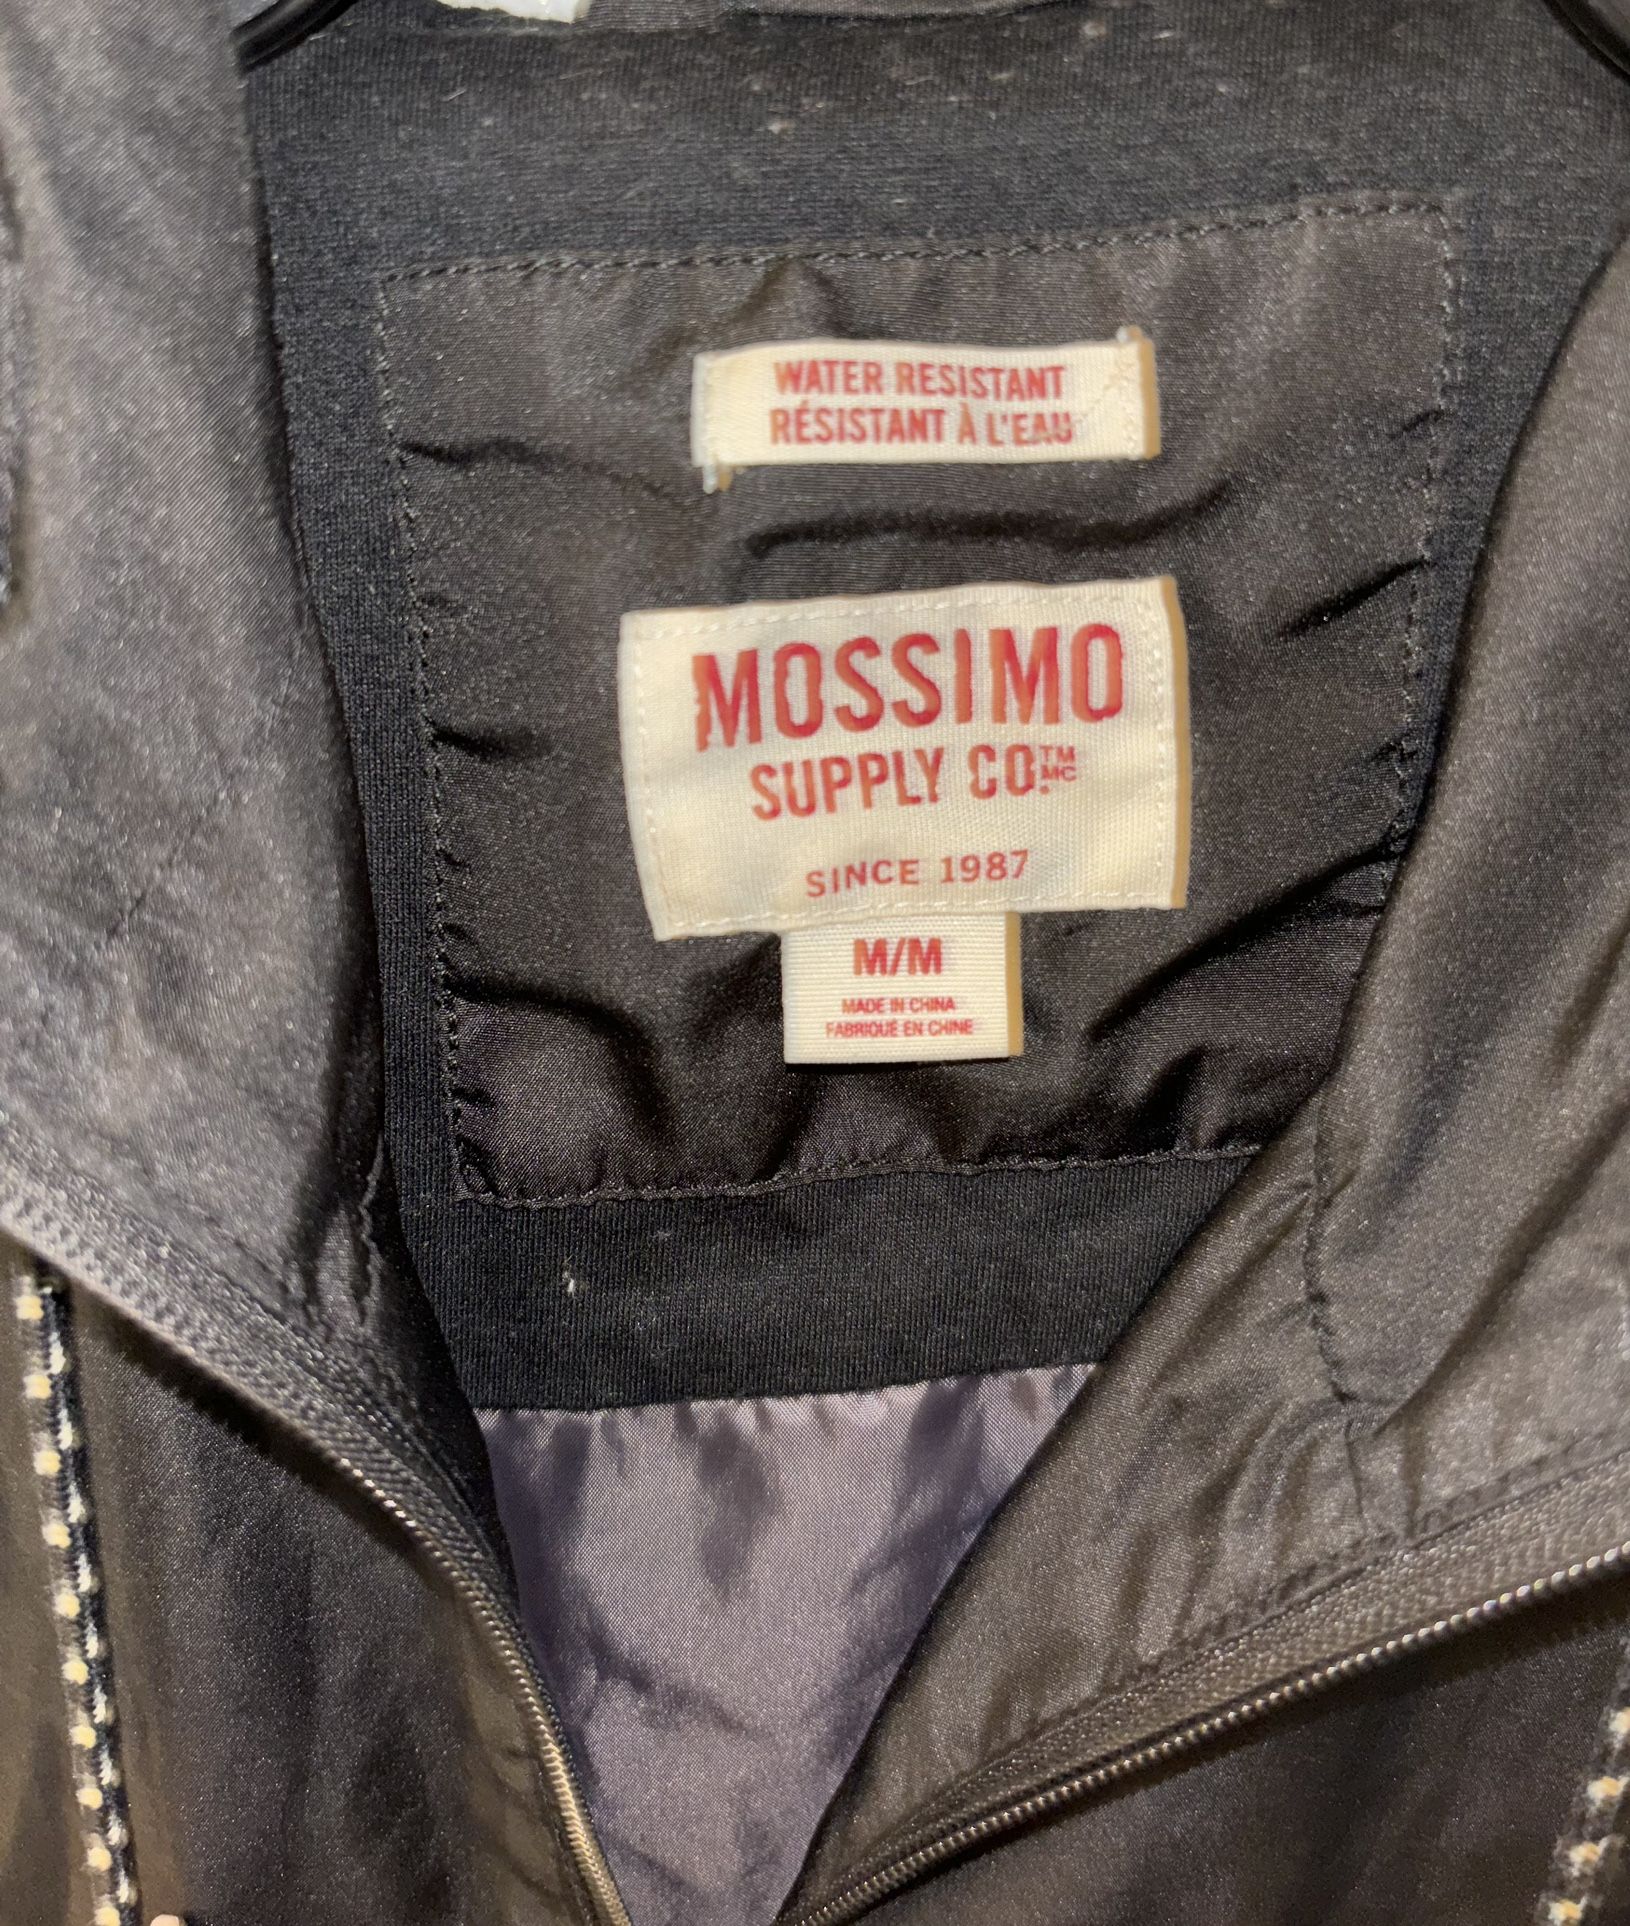 WATER RESISTANT
RÉSISTANT À L'EAU
MOSSIMO
SUPPLY CO.™ MC
SINCE 1987
M/M
MADE IN CHINA
FABRIQUÉ EN CHINE